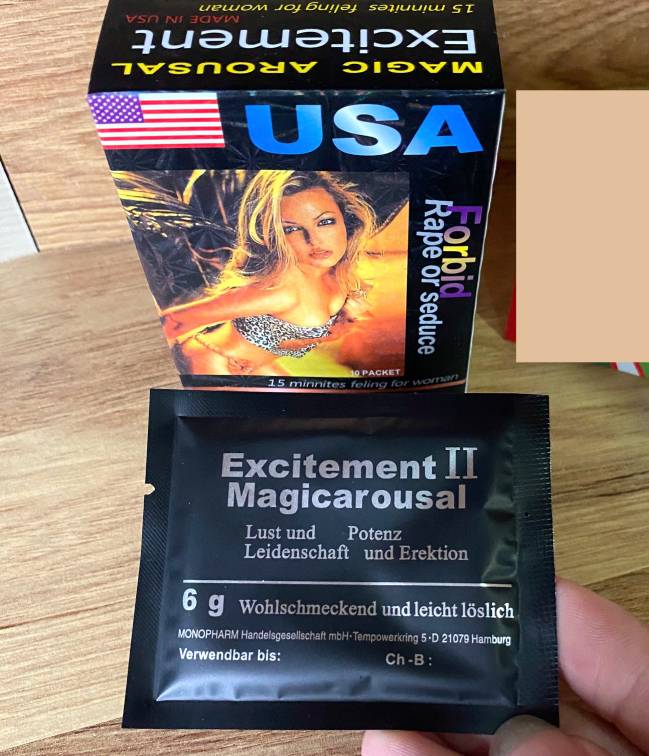 MAGIC AROUSAL
Excitement
MADE IN USA
15 minnites feling for woman
USA
Forbid
Rape or seduce
10 PACKET
15 minnites feling for woman
Excitement II
Magicarousal
Lust und Potenz
Leidenschaft und Erektion
6 g Wohlschmeckend und leicht löslich
MONOPHARM Handelsgesellschaft mbH·Tempowerkring 5·D 21079 Hamburg
Verwendbar bis: Ch-B: